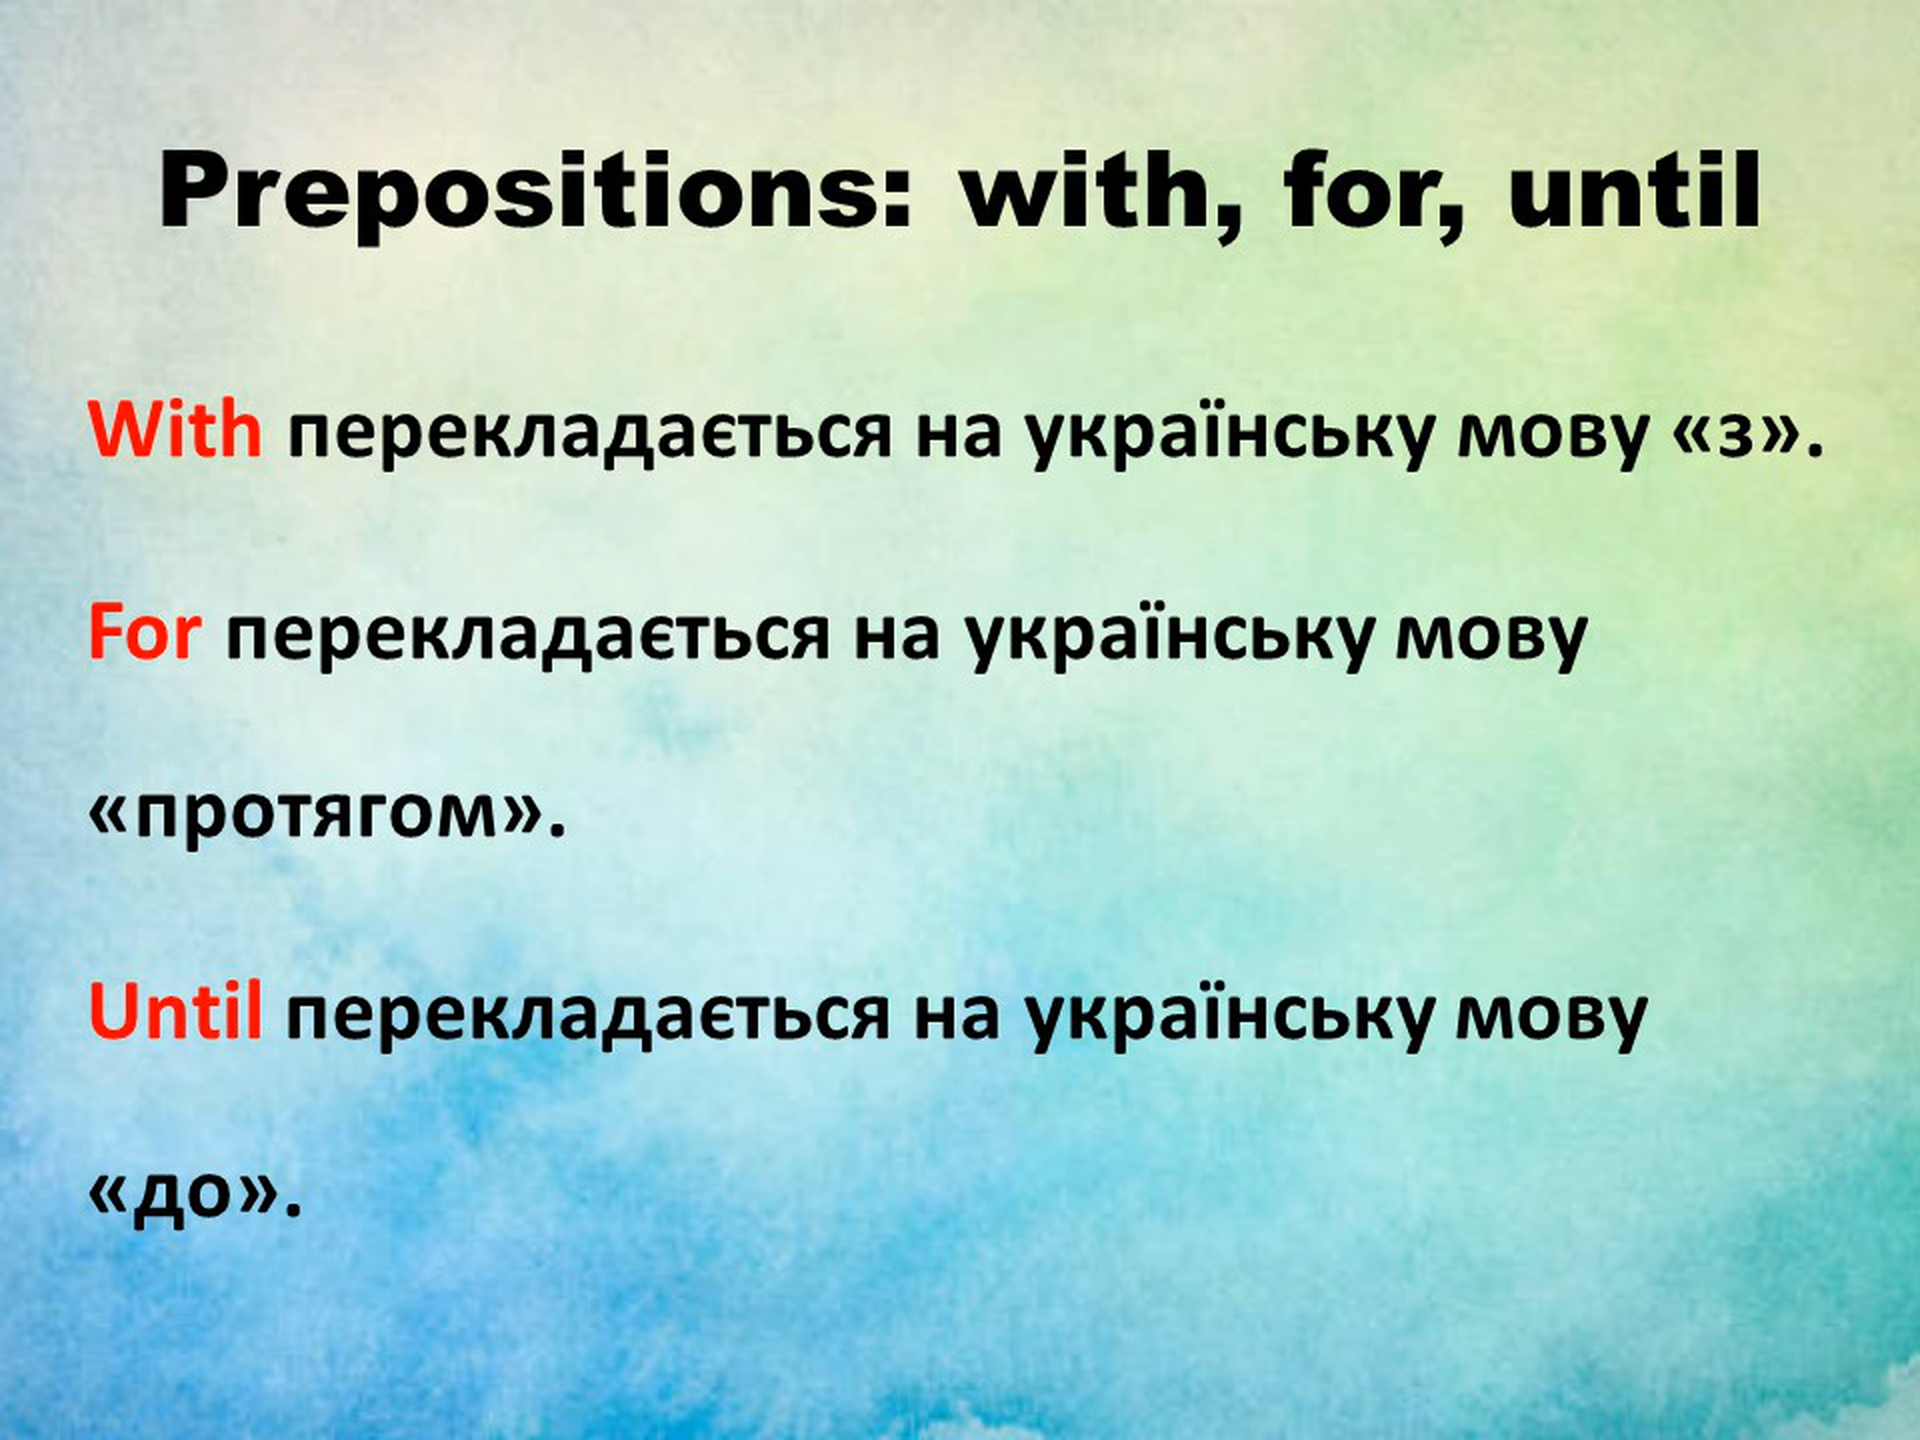 Prepositions: with, for, until
With перекладається на українську мову «з».
For перекладається на українську мову
«протягом».
Until перекладається на українську мову
«до».